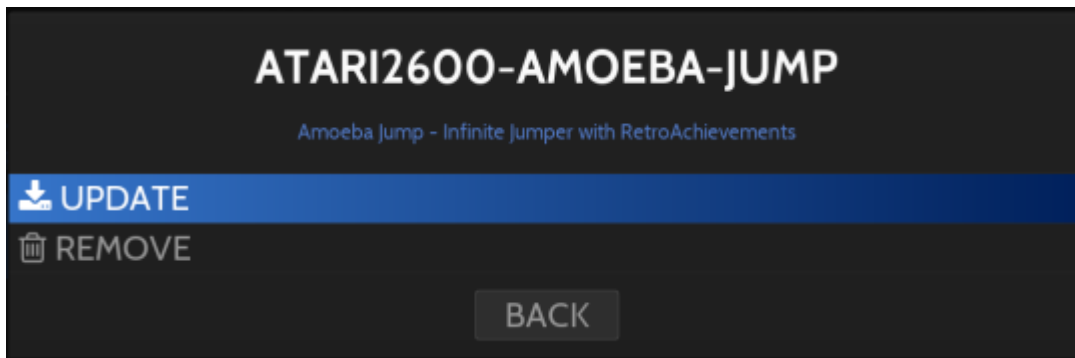 ATARI2600-AMOEBA-JUMP
Amoeba Jump - Infinite Jumper with RetroAchievements
UPDATE
REMOVE
BACK